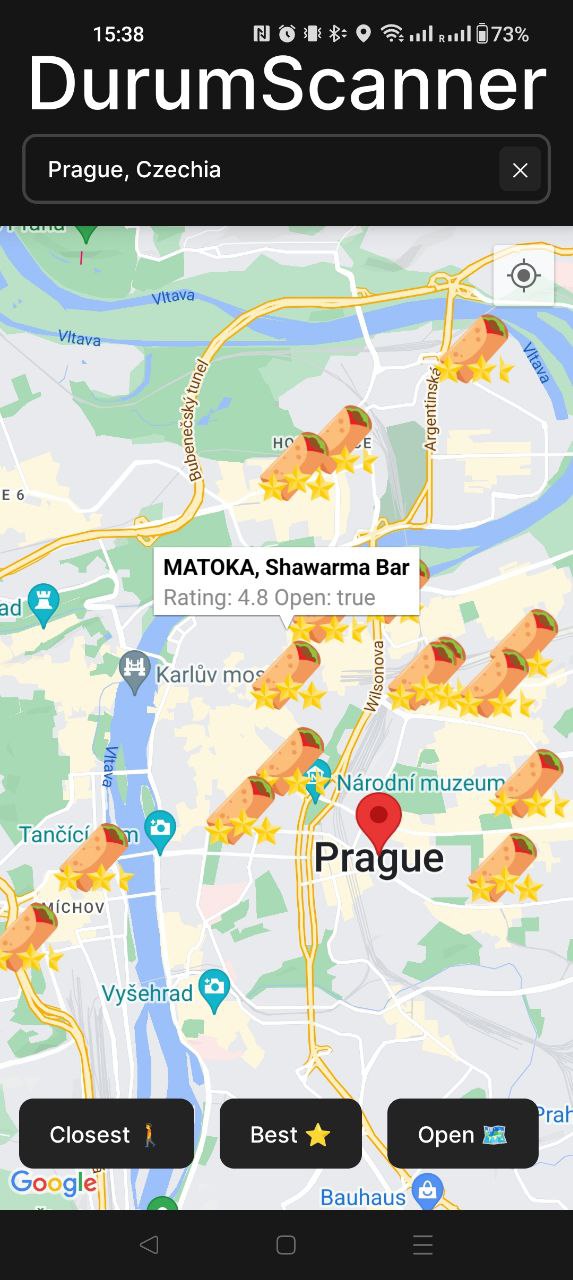 15:38
R
73%
DurumScanner
Prague, Czechia
Vltava
Vltava
Vltava
Bubenečský tunel
Argentinská
E 6
MATOKA, Shawarma Bar
Rating: 4.8 Open: true
ad
Karlův mos
Wilsonova
Vltava
Národní muzeum
Tančící
m
Prague
MÍCHOV
Vyšehrad
Closest
Best
Open
Prah
Google
Bauhaus